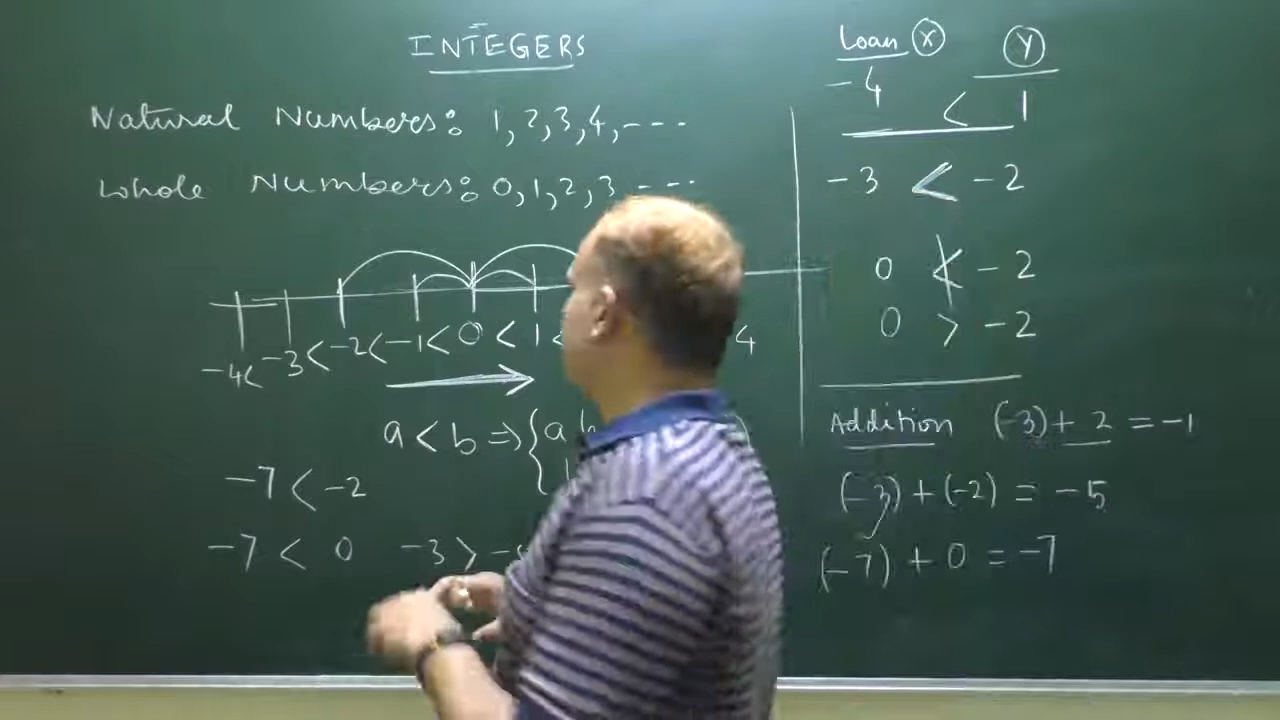 INTEGERS
Natural Numbers: 1, 2, 3, 4, ---
Whole Numbers: 0, 1, 2, 3 ---
-4 < -3 < -2 < -1 < 0 < 1 < 4
a < b => { a b
-7 < -2
-7 < 0 -3 > -
Loan X Y
-4 < 1
-3 < -2
0 < -2
0 > -2
Addition (-3) + 2 = -1
(-3) + (-2) = -5
(-7) + 0 = -7